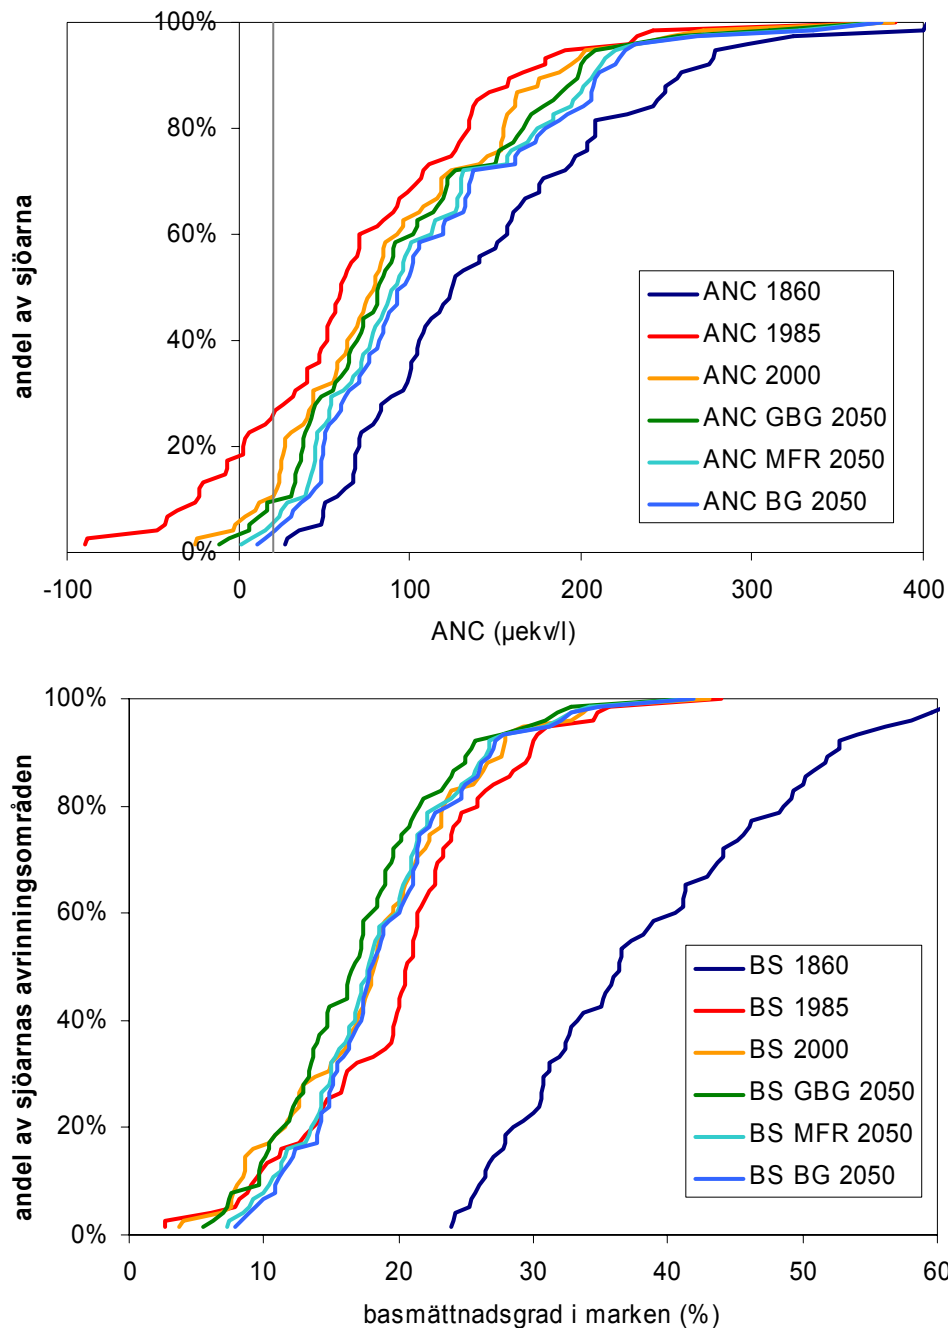 100%
80%
60%
40%
20%
0%
andel av sjöarna
-100 0 100 200 300 400
ANC (µekv/l)
ANC 1860
ANC 1985
ANC 2000
ANC GBG 2050
ANC MFR 2050
ANC BG 2050
100%
80%
60%
40%
20%
0%
andel av sjöarnas avrinningsområden
0 10 20 30 40 50 60
basmättnadsgrad i marken (%)
BS 1860
BS 1985
BS 2000
BS GBG 2050
BS MFR 2050
BS BG 2050